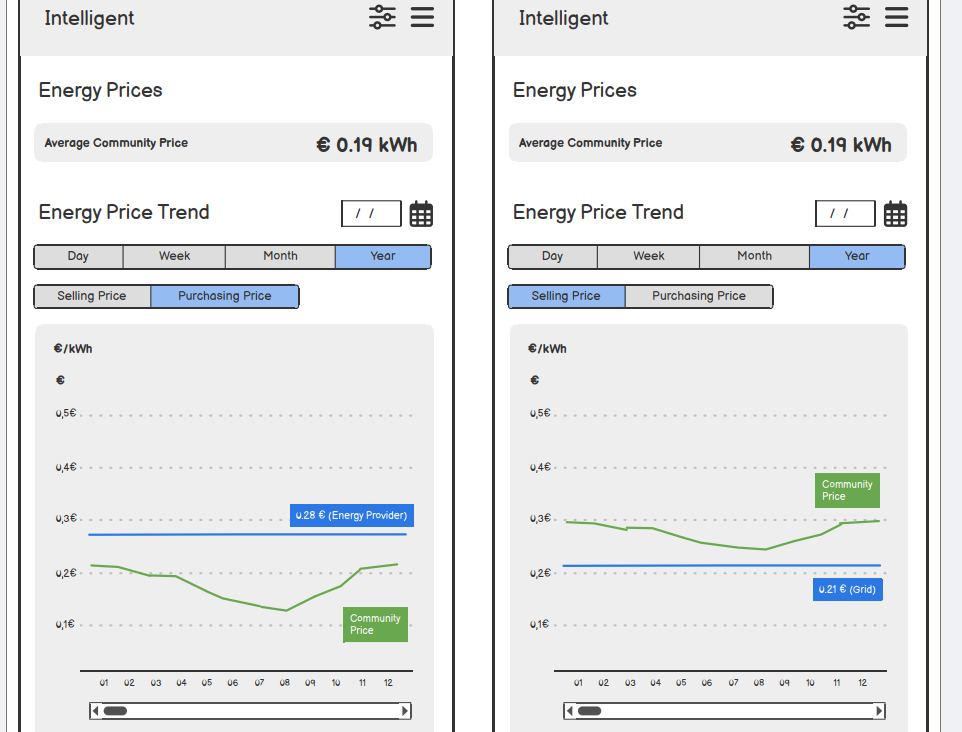 Intelligent
Energy Prices
Average Community Price
€ 0.19 kWh
Energy Price Trend
/ /
Day
Week
Month
Year
Selling Price
Purchasing Price
€/kWh
€
0,5€
0,4€
0,3€
0,2€
0,1€
0.28 € (Energy Provider)
Community
Price
01 02 03 04 05 06 07 08 09 10 11 12
Intelligent
Energy Prices
Average Community Price
€ 0.19 kWh
Energy Price Trend
/ /
Day
Week
Month
Year
Selling Price
Purchasing Price
€/kWh
€
0,5€
0,4€
0,3€
0,2€
0,1€
Community
Price
0.21 € (Grid)
01 02 03 04 05 06 07 08 09 10 11 12